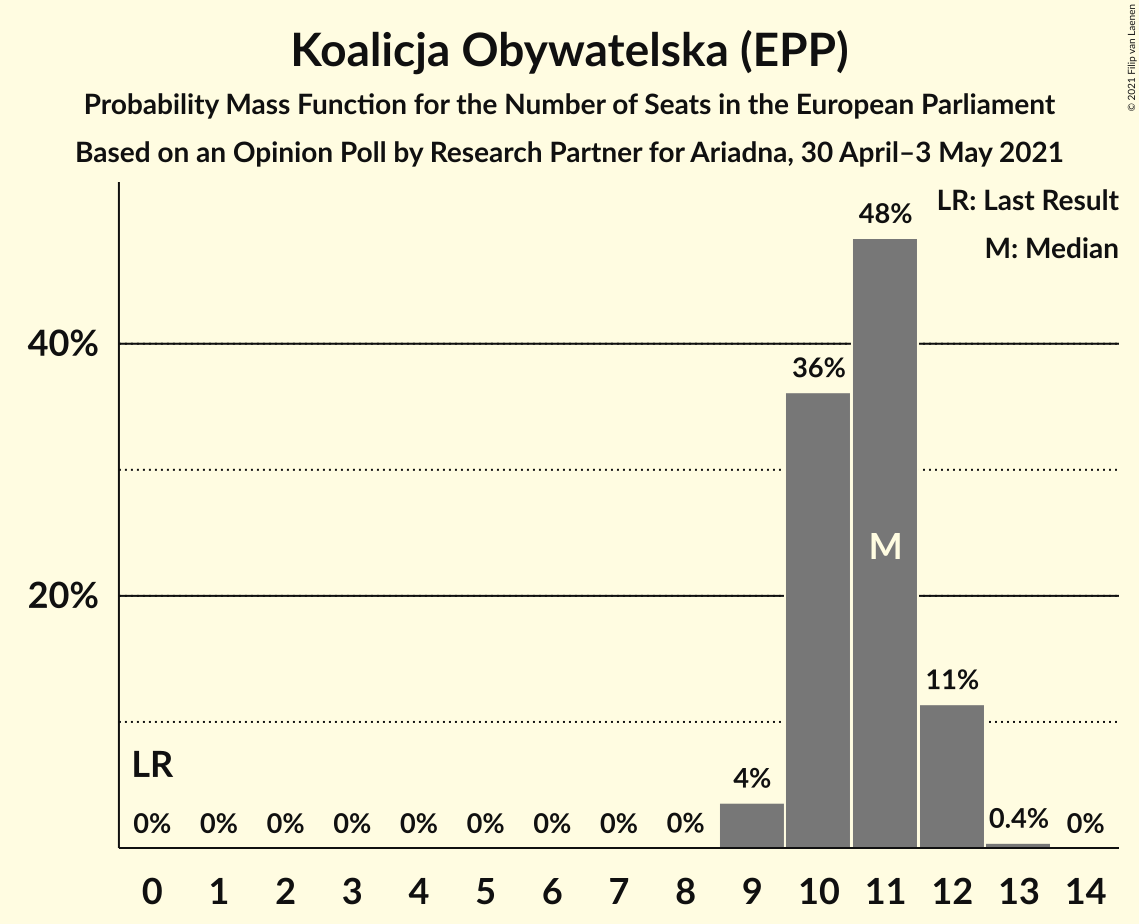 Koalicja Obywatelska (EPP)
Probability Mass Function for the Number of Seats in the European Parliament
Based on an Opinion Poll by Research Partner for Ariadna, 30 April–3 May 2021
© 2021 Filip van Laenen
LR: Last Result
M: Median
48%
40%
36%
M
20%
11%
LR
4%
0% 0% 0% 0% 0% 0% 0% 0% 0% 0.4% 0%
0 1 2 3 4 5 6 7 8 9 10 11 12 13 14